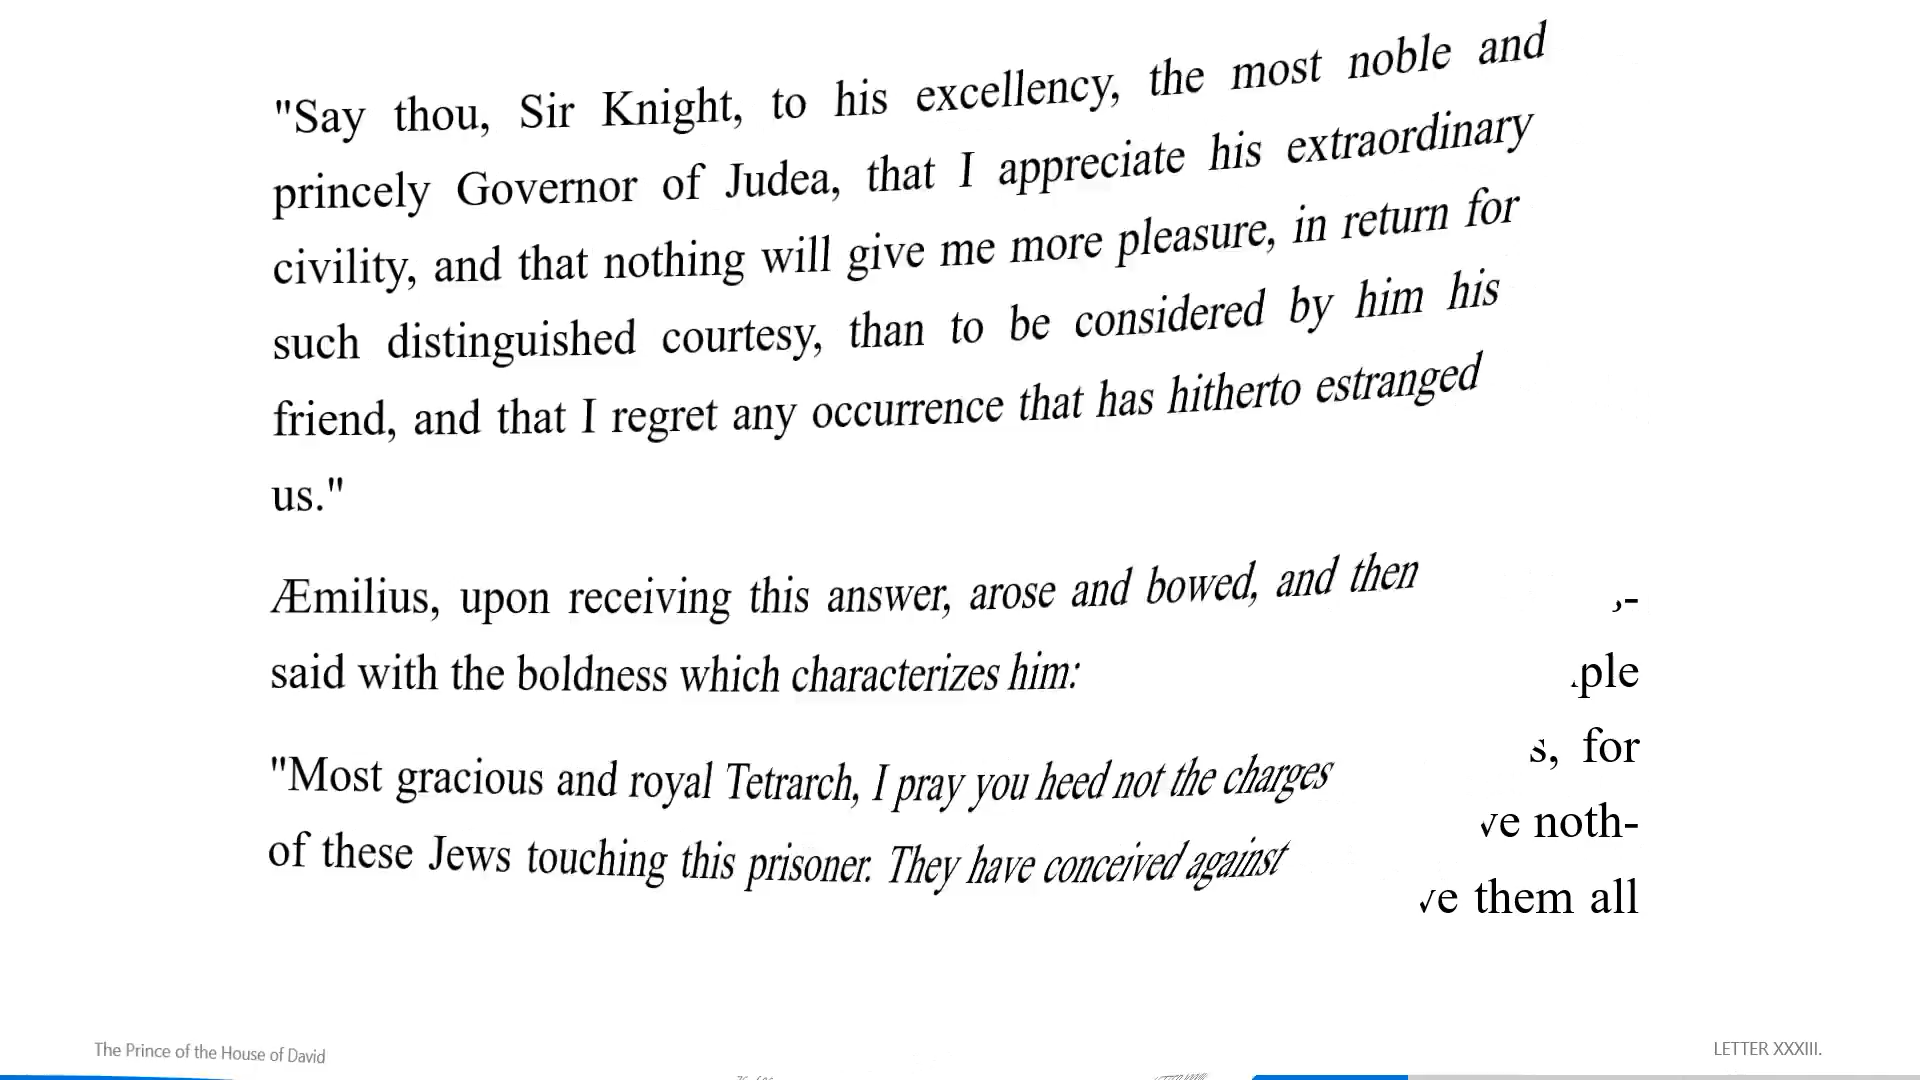 "Say thou, Sir Knight, to his excellency, the most noble and
princely Governor of Judea, that I appreciate his extraordinary
civility, and that nothing will give me more pleasure, in return for
such distinguished courtesy, than to be considered by him his
friend, and that I regret any occurrence that has hitherto estranged
us."
Æmilius, upon receiving this answer, arose and bowed, and then
said with the boldness which characterizes him:
"Most gracious and royal Tetrarch, I pray you heed not the charges
of these Jews touching this prisoner. They have conceived against
ple
s, for
ve noth-
ve them all
The Prince of the House of David
LETTER XXXIII.